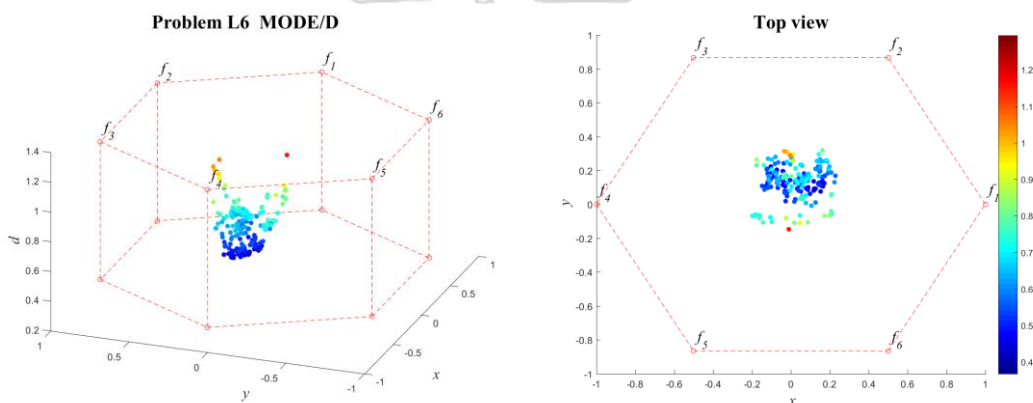 Problem L6 MODE/D
f1
f2
f6
f3
f5
f4
1.4
1.2
1
0.8
0.6
0.4
0.2
d
1
0.5
0
-0.5
-1
y
-1
-0.5
0
0.5
1
x
Top view
1
0.8
0.6
0.4
0.2
0
-0.2
-0.4
-0.6
-0.8
-1
y
f3
f2
f4
f1
f5
f6
-1 -0.8 -0.6 -0.4 -0.2 0 0.2 0.4 0.6 0.8 1
x
1.2
1.1
1
0.9
0.8
0.7
0.6
0.5
0.4